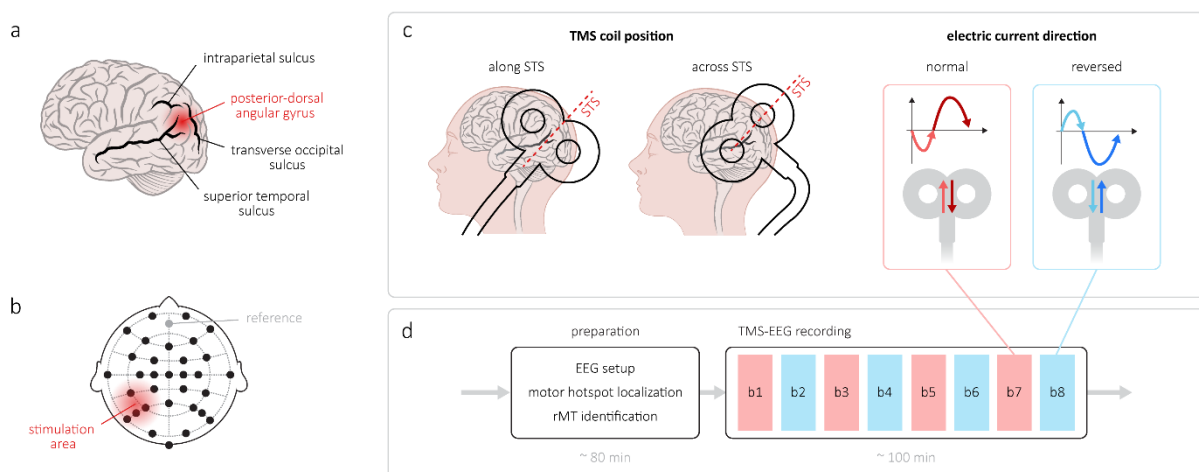 a
intraparietal sulcus
posterior-dorsal
angular gyrus
transverse occipital
sulcus
superior temporal
sulcus
b
reference
stimulation
area
c
TMS coil position
along STS
STS
across STS
STS
electric current direction
normal
reversed
d
preparation
EEG setup
motor hotspot localization
rMT identification
~ 80 min
TMS-EEG recording
b1
b2
b3
b4
b5
b6
b7
b8
~ 100 min